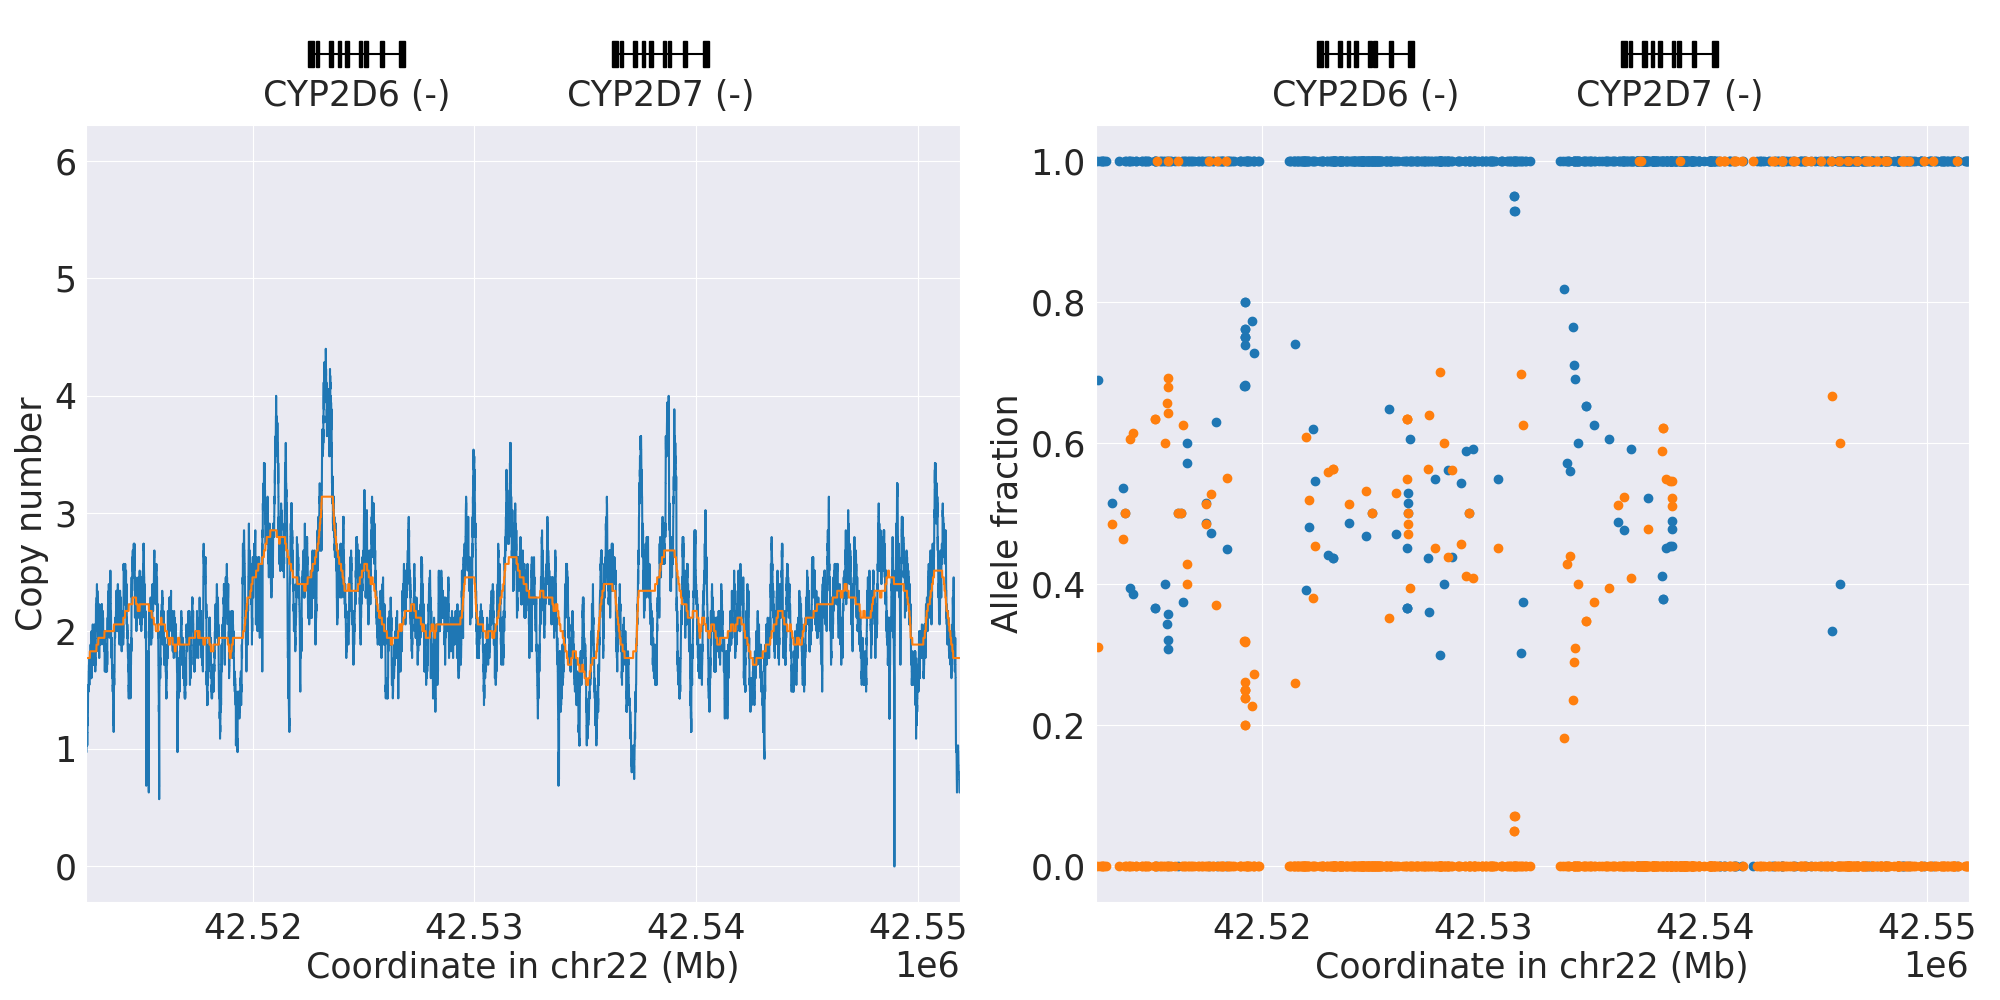 CYP2D6 (-)
CYP2D7 (-)
6
5
4
3
2
1
0
Copy number
42.52
42.53
42.54
42.55
Coordinate in chr22 (Mb)
1e6
CYP2D6 (-)
CYP2D7 (-)
1.0
0.8
0.6
0.4
0.2
0.0
Allele fraction
42.52
42.53
42.54
42.55
Coordinate in chr22 (Mb)
1e6